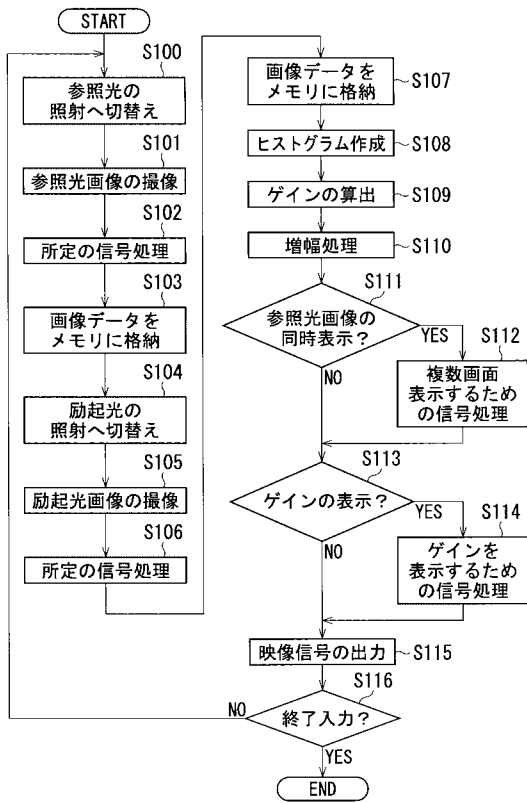 START
S100
参照光の
照射へ切替え
S101
参照光画像の撮像
S102
所定の信号処理
S103
画像データを
メモリに格納
S104
励起光の
照射へ切替え
S105
励起光画像の撮像
S106
所定の信号処理
画像データを
メモリに格納
S107
ヒストグラム作成
S108
ゲインの算出
S109
増幅処理
S110
S111
参照光画像の
同時表示?
YES
NO
S112
複数画面
表示するため
の信号処理
S113
ゲインの表示?
YES
NO
S114
ゲインを
表示するため
の信号処理
映像信号の出力
S115
S116
終了入力?
NO
YES
END